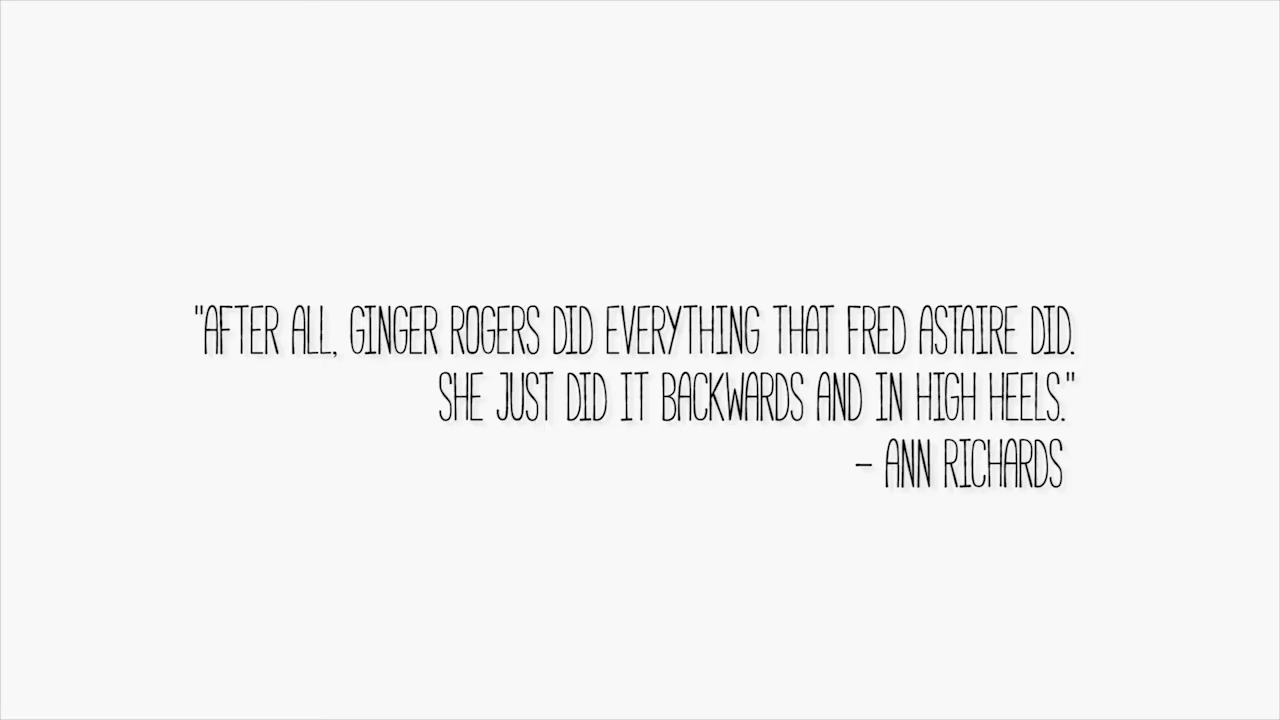 "AFTER ALL, GINGER ROGERS DID EVERYTHING THAT FRED ASTAIRE DID.
SHE JUST DID IT BACKWARDS AND IN HIGH HEELS."
- ANN RICHARDS